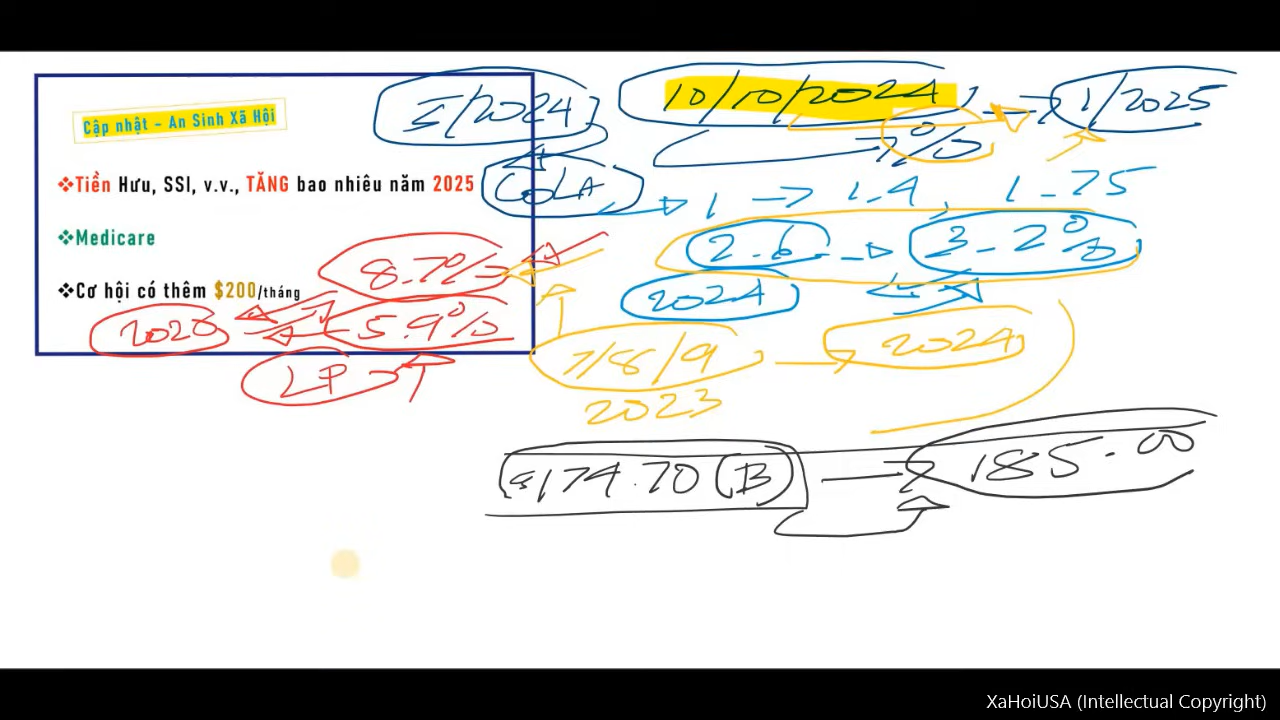 5/2024 10/10/2024 1/2025
Cập nhật - An Sinh Xã Hội
%
❖Tiền Hưu, SSI, v.v., TĂNG bao nhiêu năm 2025
COLA 1 → 1.4, 1.75
❖Medicare
2.6 → 3.2%
8.7%
❖Cơ hội có thêm $200/tháng
2024
5.9%
7/8/9 → 2024
LP
2023
$174.70 (B) → 185.00
XaHoiUSA (Intellectual Copyright)